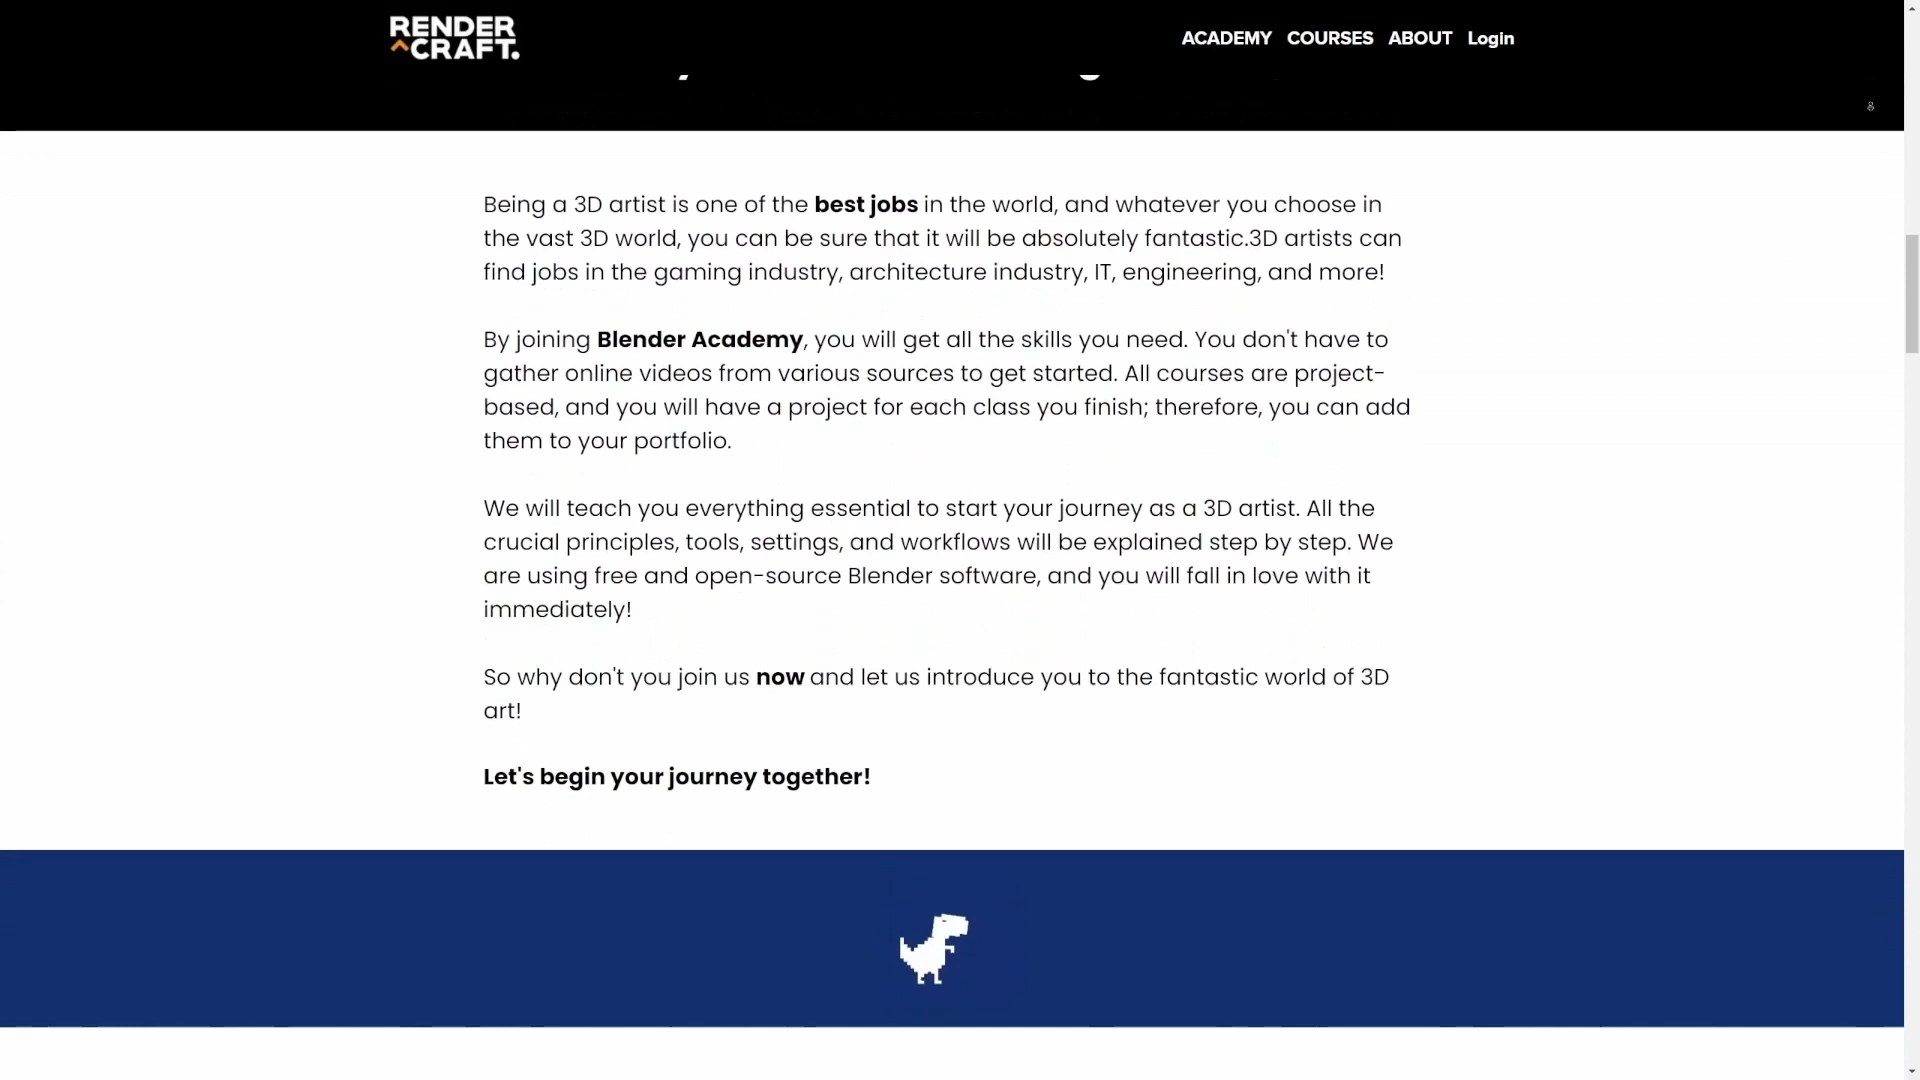 RENDER
^CRAFT.
ACADEMY COURSES ABOUT Login
Being a 3D artist is one of the best jobs in the world, and whatever you choose in
the vast 3D world, you can be sure that it will be absolutely fantastic.3D artists can
find jobs in the gaming industry, architecture industry, IT, engineering, and more!
By joining Blender Academy, you will get all the skills you need. You don't have to
gather online videos from various sources to get started. All courses are project-
based, and you will have a project for each class you finish; therefore, you can add
them to your portfolio.
We will teach you everything essential to start your journey as a 3D artist. All the
crucial principles, tools, settings, and workflows will be explained step by step. We
are using free and open-source Blender software, and you will fall in love with it
immediately!
So why don't you join us now and let us introduce you to the fantastic world of 3D
art!
Let's begin your journey together!